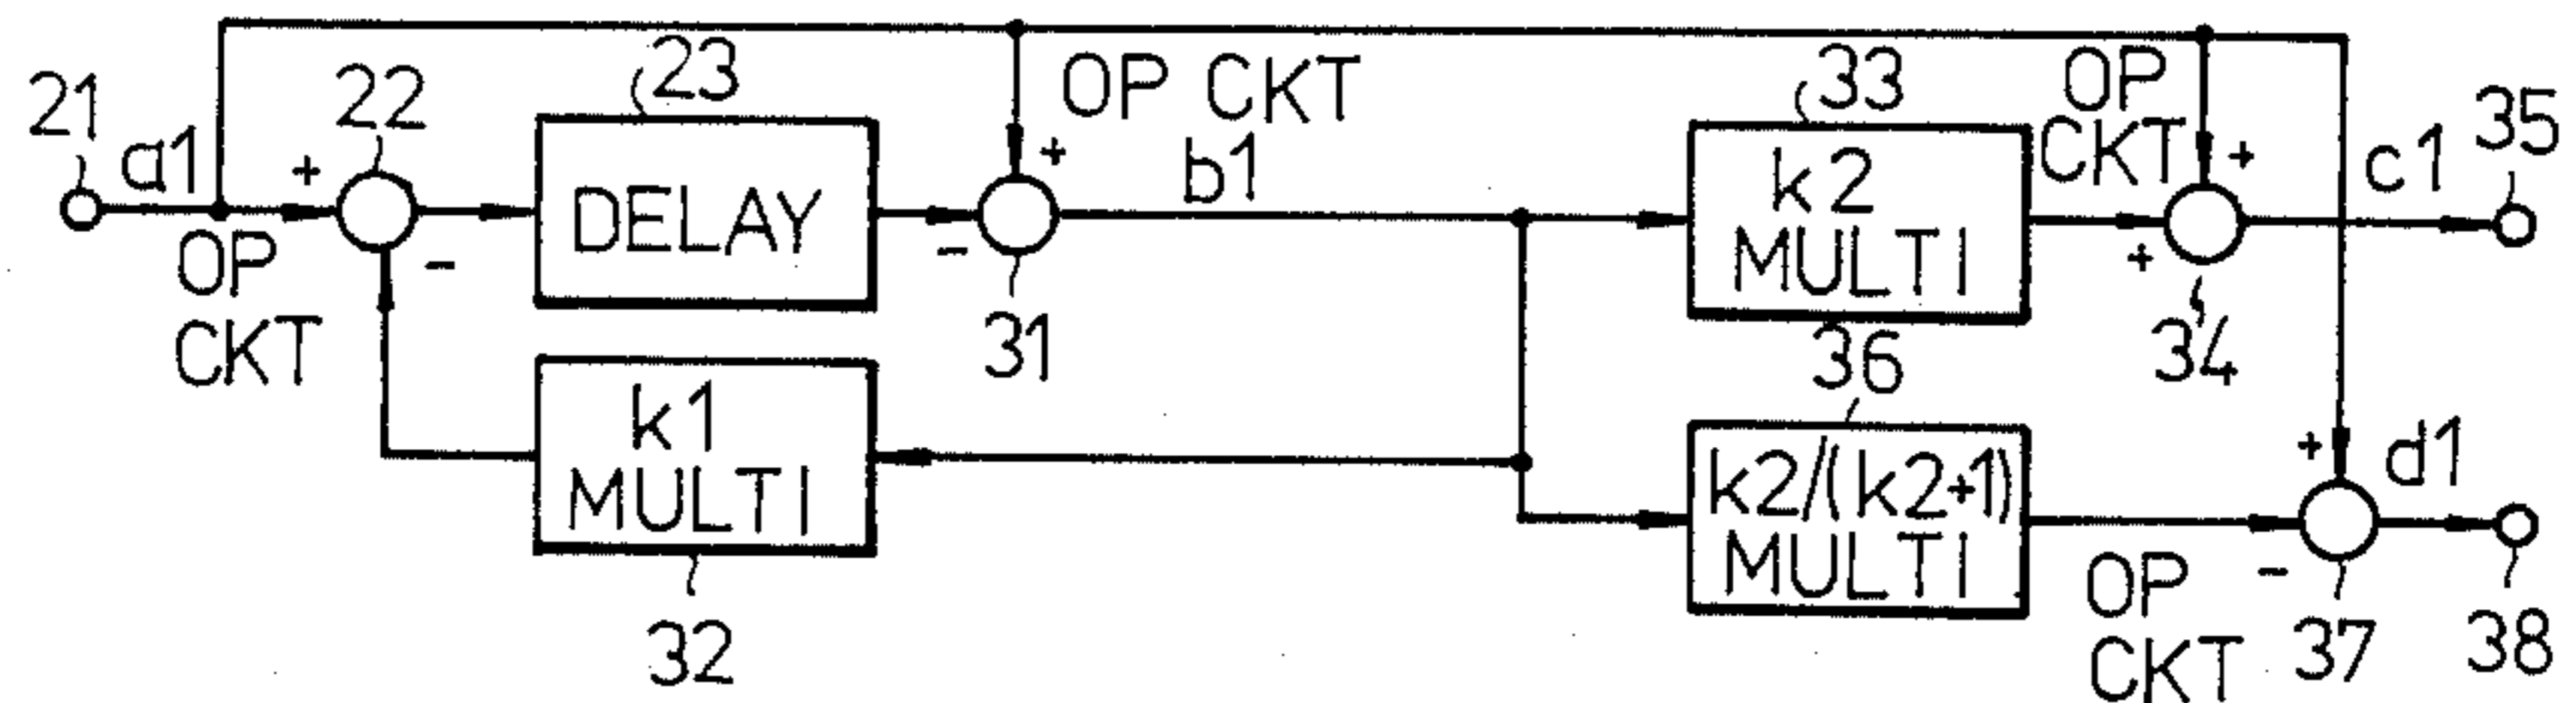 21
a1
+
22
-
OP
CKT
23
DELAY
k1
MULTI
32
OP CKT
+
-
31
b1
33
k2
MULTI
36
k2/(k2+1)
MULTI
OP
CKT
+
+
34
c1
35
+
-
OP
CKT
37
d1
38